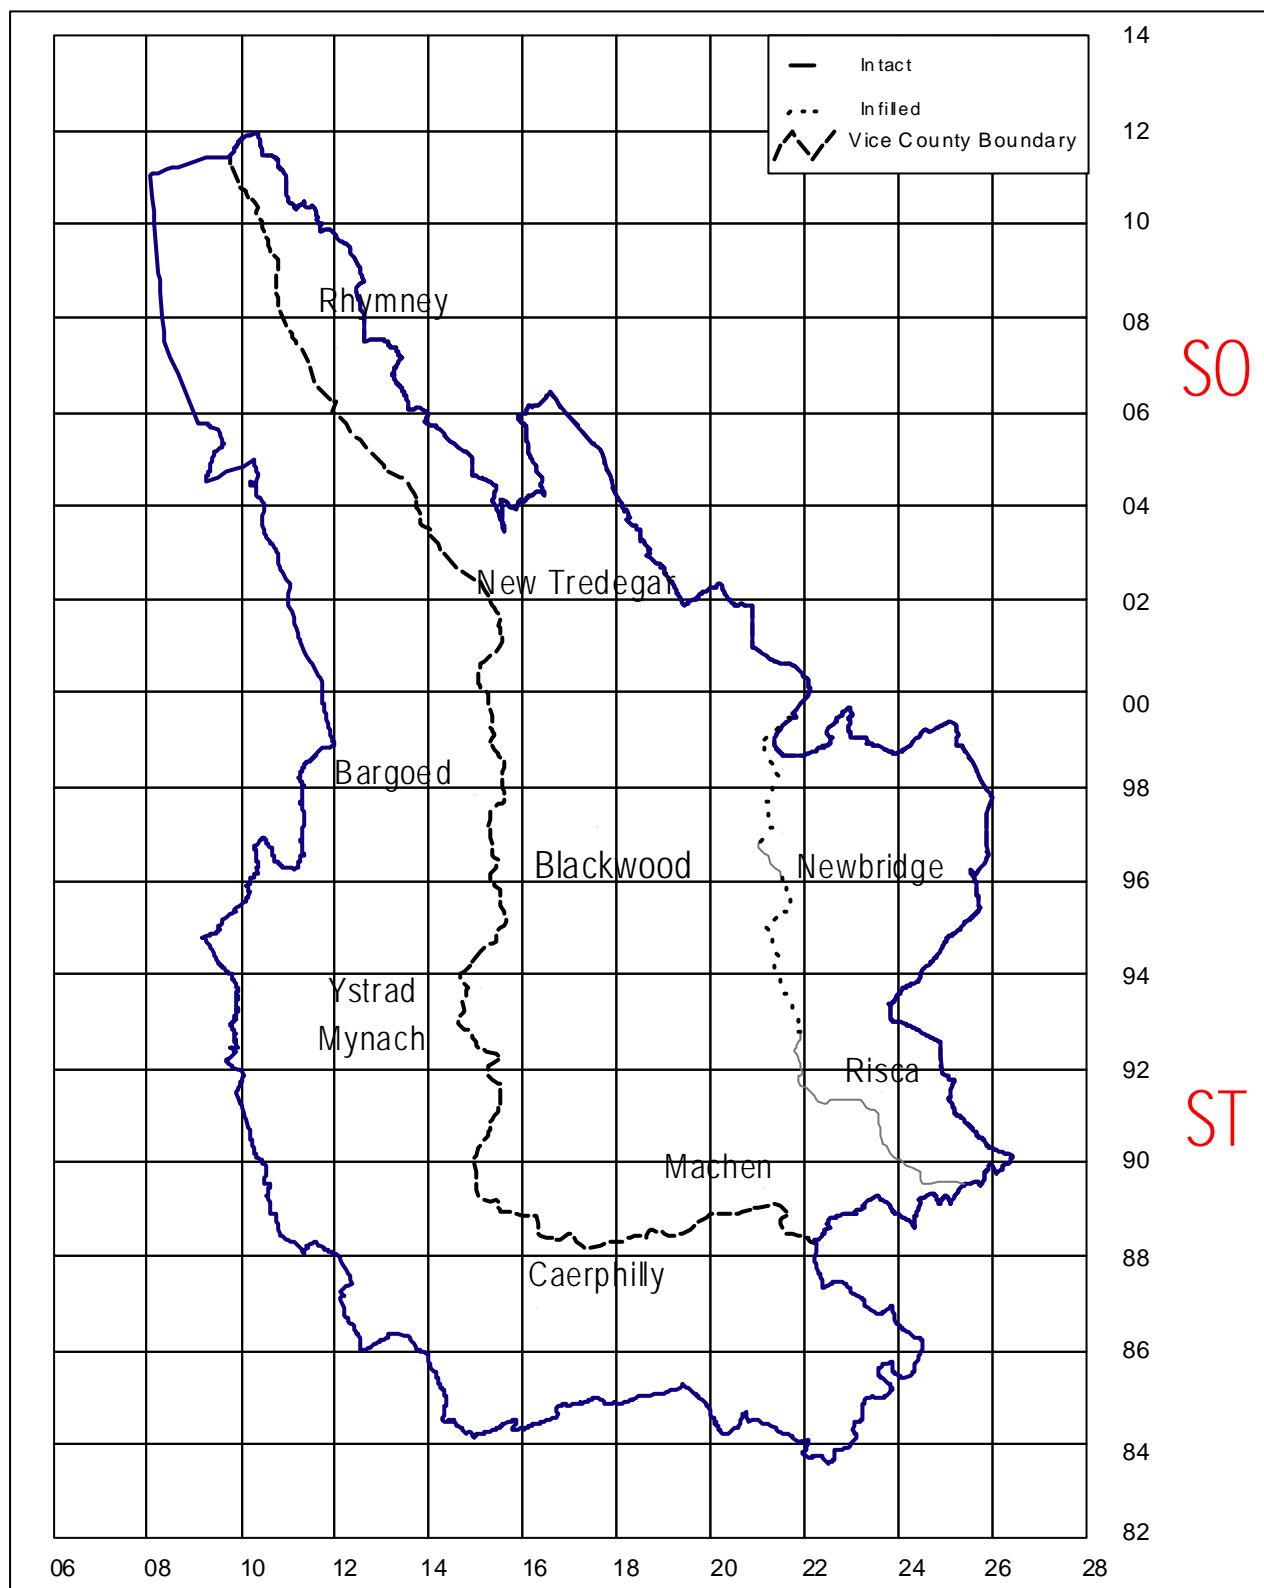 14
Intact
Infilled
Vice County Boundary
12
10
Rhymney
08
SO
06
04
New Tredegar
02
00
Bargoed
98
Blackwood
Newbridge
96
Ystrad
Mynach
94
Risca
92
ST
Machen
90
88
Caerphilly
86
84
82
06 08 10 12 14 16 18 20 22 24 26 28